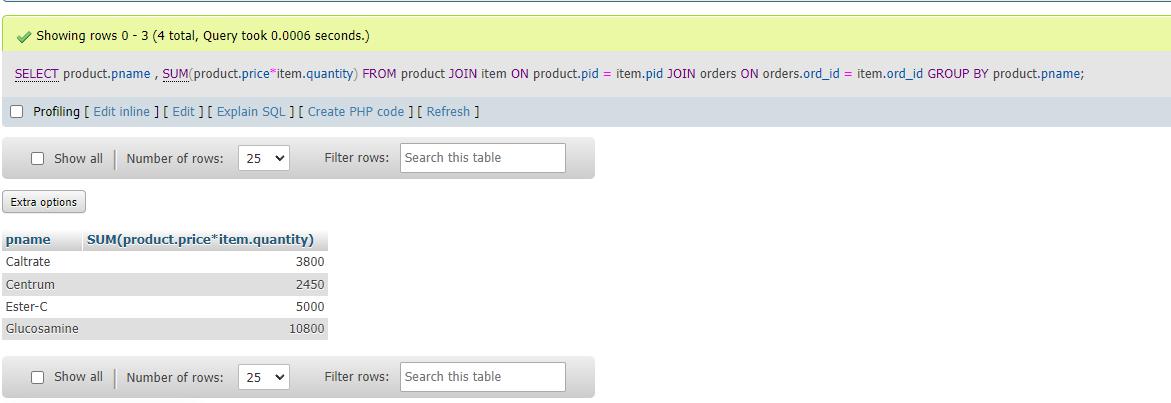 Showing rows 0 - 3 (4 total, Query took 0.0006 seconds.)
SELECT product.pname , SUM(product.price*item.quantity) FROM product JOIN item ON product.pid = item.pid JOIN orders ON orders.ord_id = item.ord_id GROUP BY product.pname;
Profiling [ Edit inline ] [ Edit ] [ Explain SQL ] [ Create PHP code ] [ Refresh ]
Show all | Number of rows: 25 Filter rows: Search this table
Extra options
pname SUM(product.price*item.quantity)
Caltrate 3800
Centrum 2450
Ester-C 5000
Glucosamine 10800
Show all | Number of rows: 25 Filter rows: Search this table